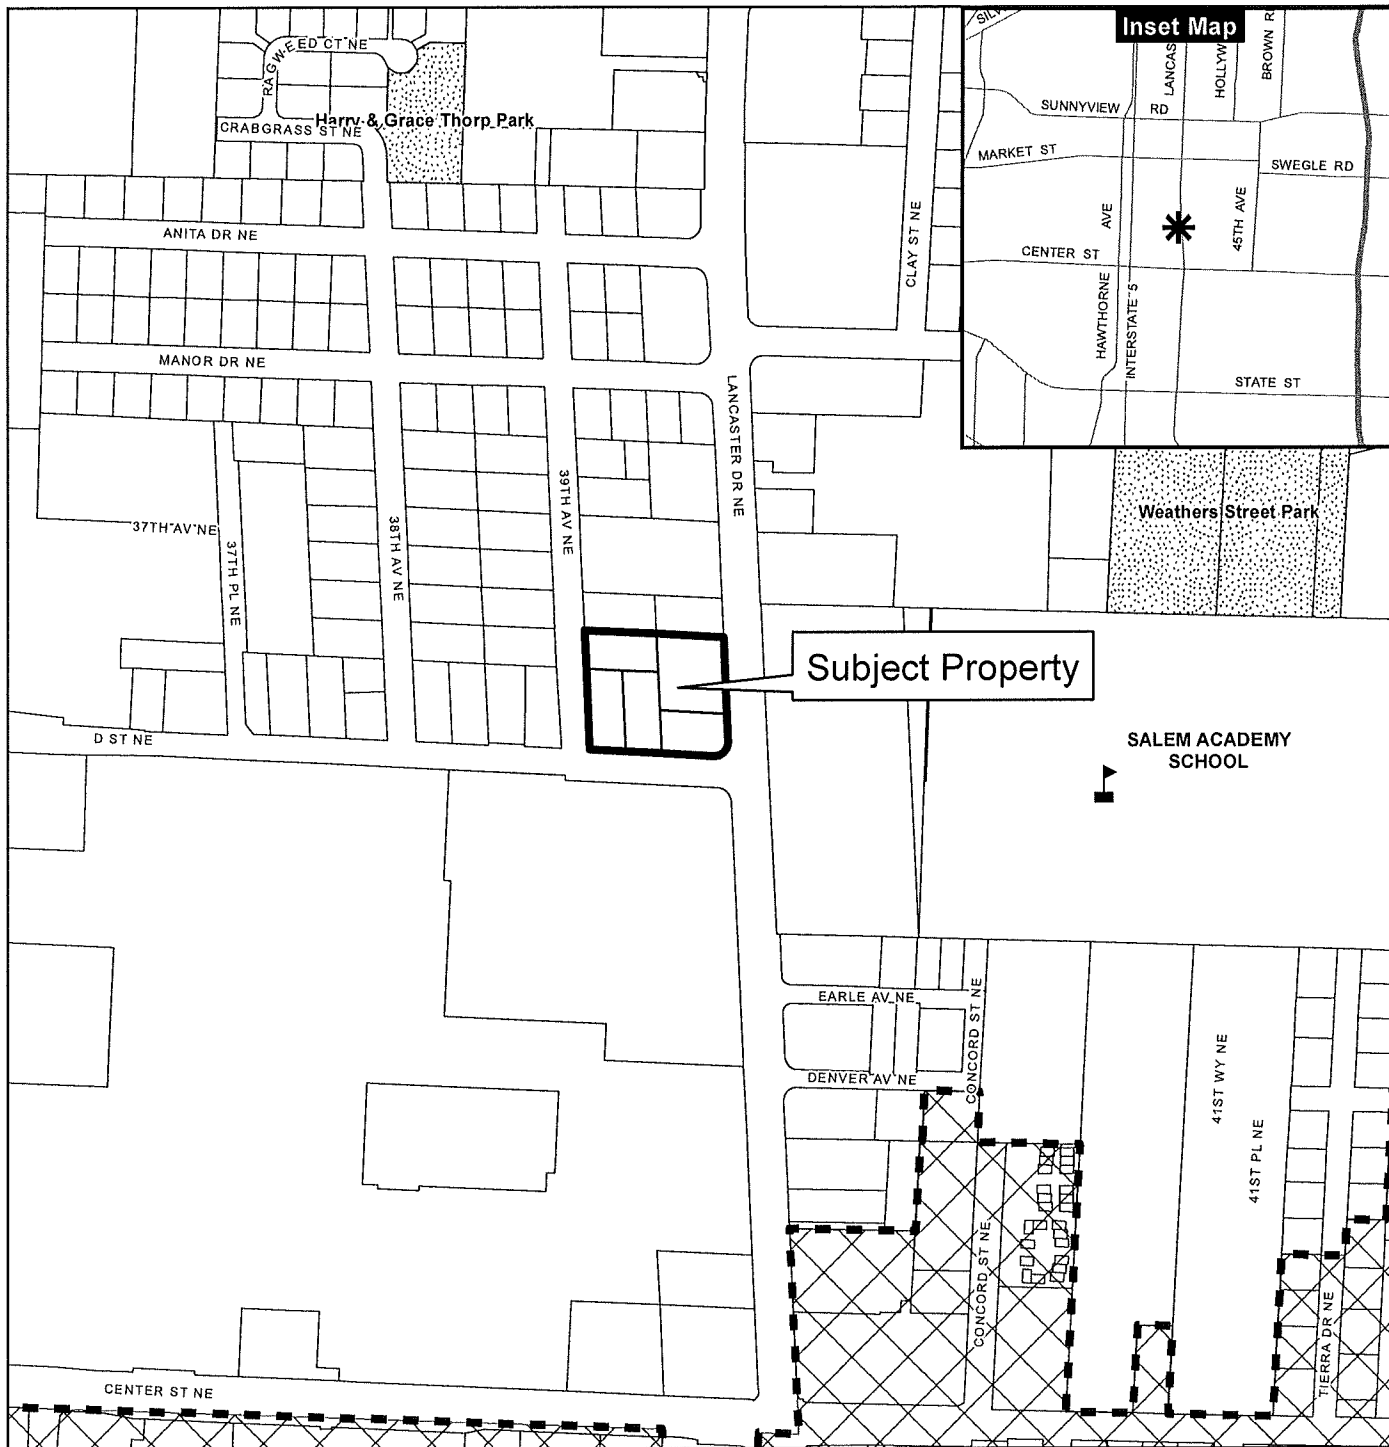 RAGWEED CT NE
Harry & Grace Thorp Park
CRABGRASS ST NE
ANITA DR NE
MANOR DR NE
CLAY ST NE
LANCASTER DR NE
39TH AV NE
38TH AV NE
37TH AV NE
37TH PL NE
D ST NE
Subject Property
Weathers Street Park
SALEM ACADEMY
SCHOOL
EARLE AV NE
DENVER AV NE
CONCORD ST NE
CONCORD ST NE
CONCORD ST NE
41ST WY NE
41ST PL NE
TIERRA DR NE
CENTER ST NE
Inset Map
SILV
LANCAS
HOLLYW
BROWN R
SUNNYVIEW RD
MARKET ST
SWEGLE RD
HAWTHORNE AVE
45TH AVE
CENTER ST
INTERSTATE 5
STATE ST